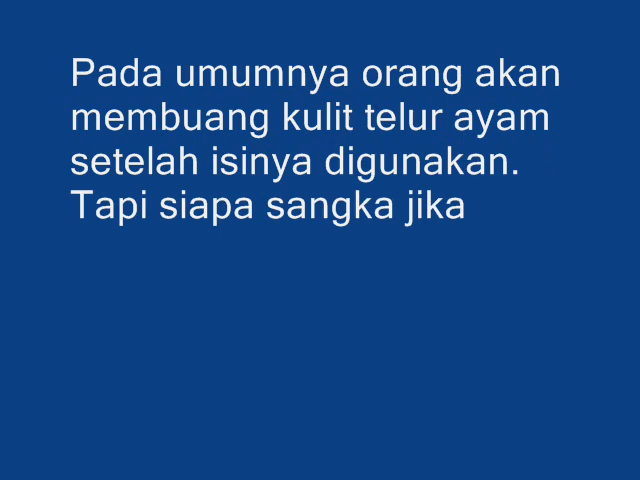 Pada umumnya orang akan
membuang kulit telur ayam
setelah isinya digunakan.
Tapi siapa sangka jika